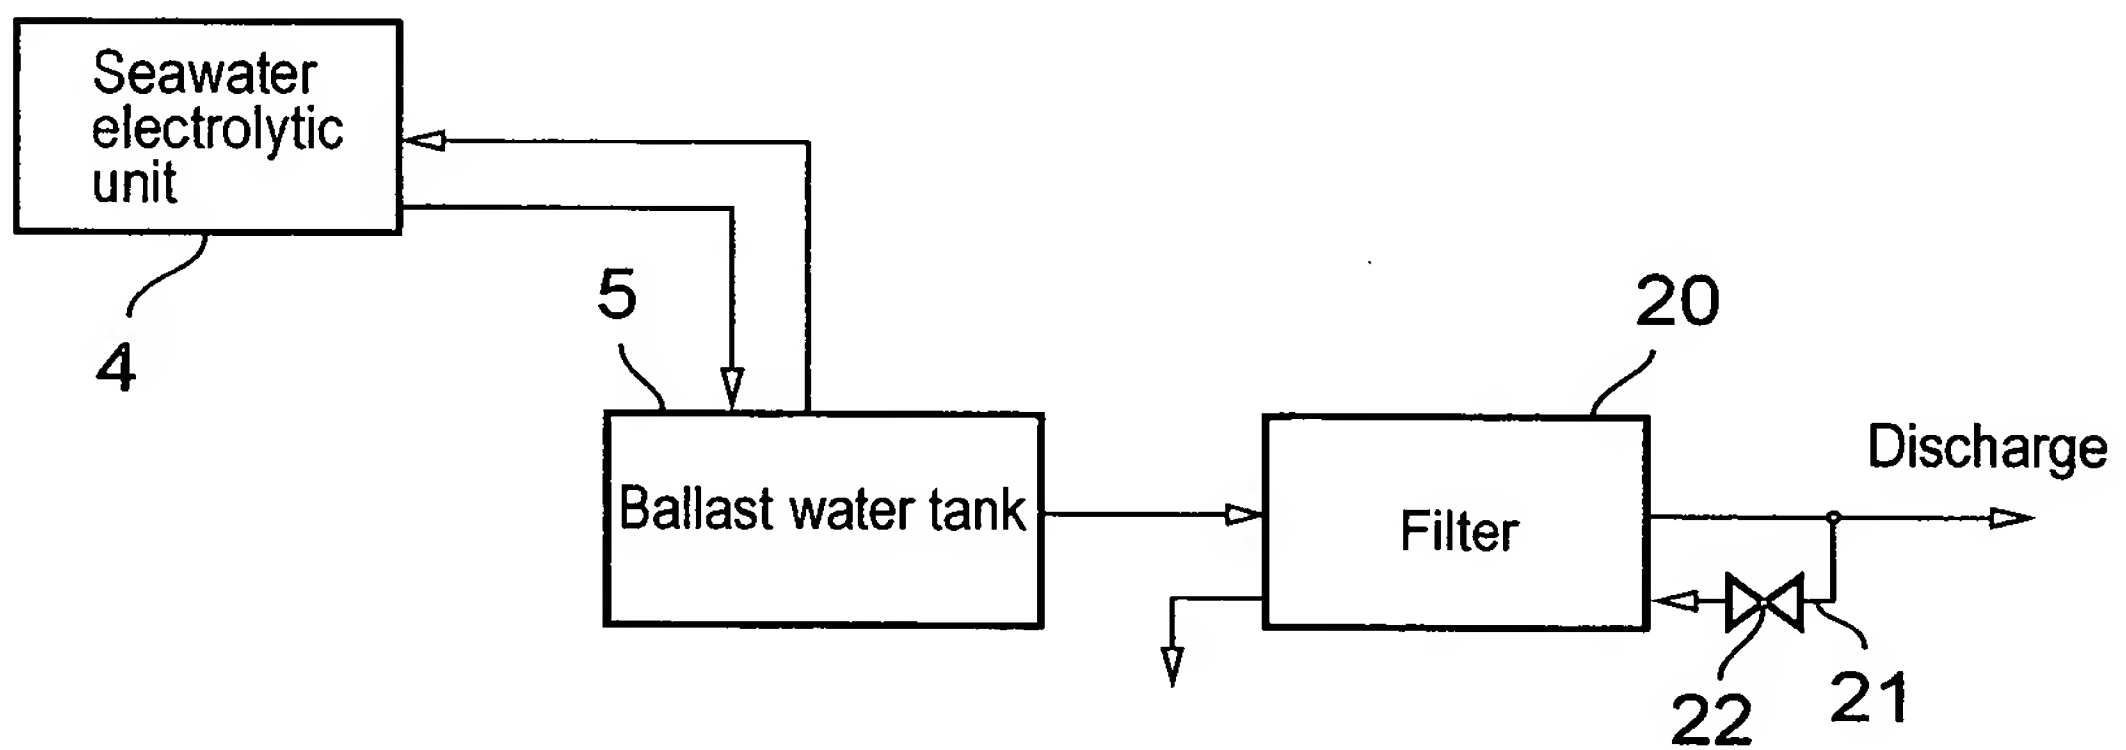 Seawater
electrolytic
unit
4
5
Ballast water tank
20
Filter
Discharge
22
21